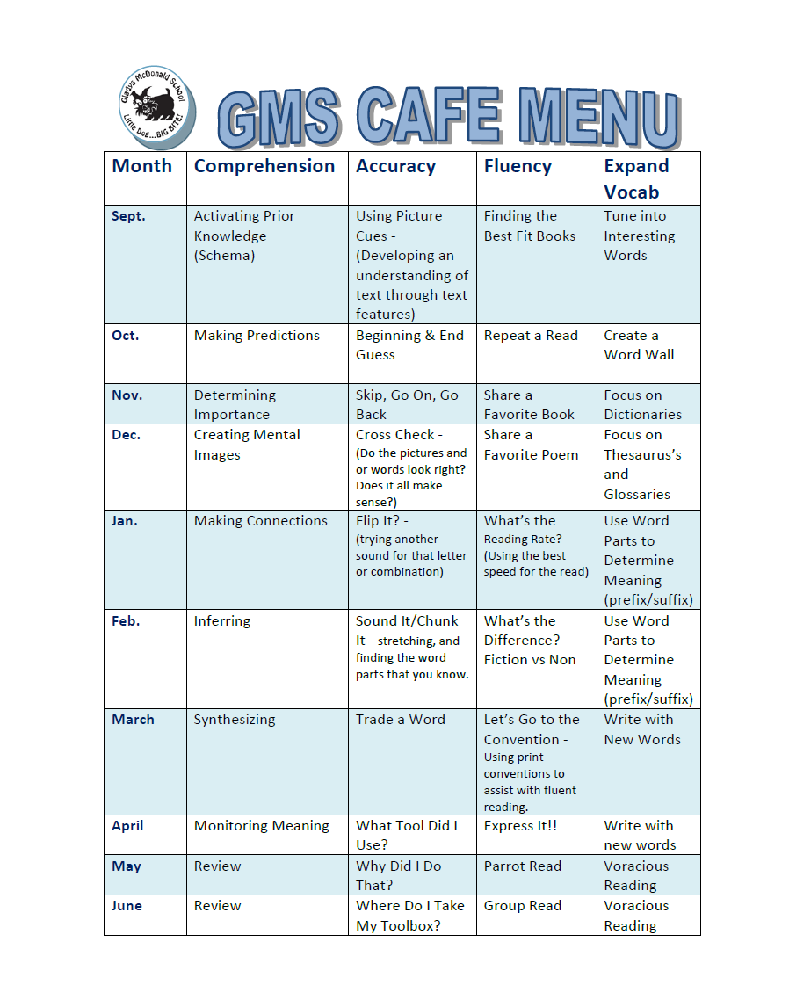 Gladys McDonald School
Little Dog...BIG BITE!
GMS CAFE MENU
Month Comprehension Accuracy Fluency Expand
Vocab
Sept.
Activating Prior
Knowledge
(Schema)
Using Picture
Cues -
(Developing an
understanding of
text through text
features)
Finding the
Best Fit Books
Tune into
Interesting
Words
Oct.
Making Predictions
Beginning & End
Guess
Repeat a Read
Create a
Word Wall
Nov.
Determining
Importance
Skip, Go On, Go
Back
Share a
Favorite Book
Focus on
Dictionaries
Dec.
Creating Mental
Images
Cross Check -
(Do the pictures and
or words look right?
Does it all make
sense?)
Share a
Favorite Poem
Focus on
Thesaurus’s
and
Glossaries
Jan.
Making Connections
Flip It? -
(trying another
sound for that letter
or combination)
What’s the
Reading Rate?
(Using the best
speed for the read)
Use Word
Parts to
Determine
Meaning
(prefix/suffix)
Feb.
Inferring
Sound It/Chunk
It - stretching, and
finding the word
parts that you know.
What’s the
Difference?
Fiction vs Non
Use Word
Parts to
Determine
Meaning
(prefix/suffix)
March
Synthesizing
Trade a Word
Let’s Go to the
Convention -
Using print
conventions to
assist with fluent
reading.
Write with
New Words
April
Monitoring Meaning
What Tool Did I
Use?
Express It!!
Write with
new words
May
Review
Why Did I Do
That?
Parrot Read
Voracious
Reading
June
Review
Where Do I Take
My Toolbox?
Group Read
Voracious
Reading